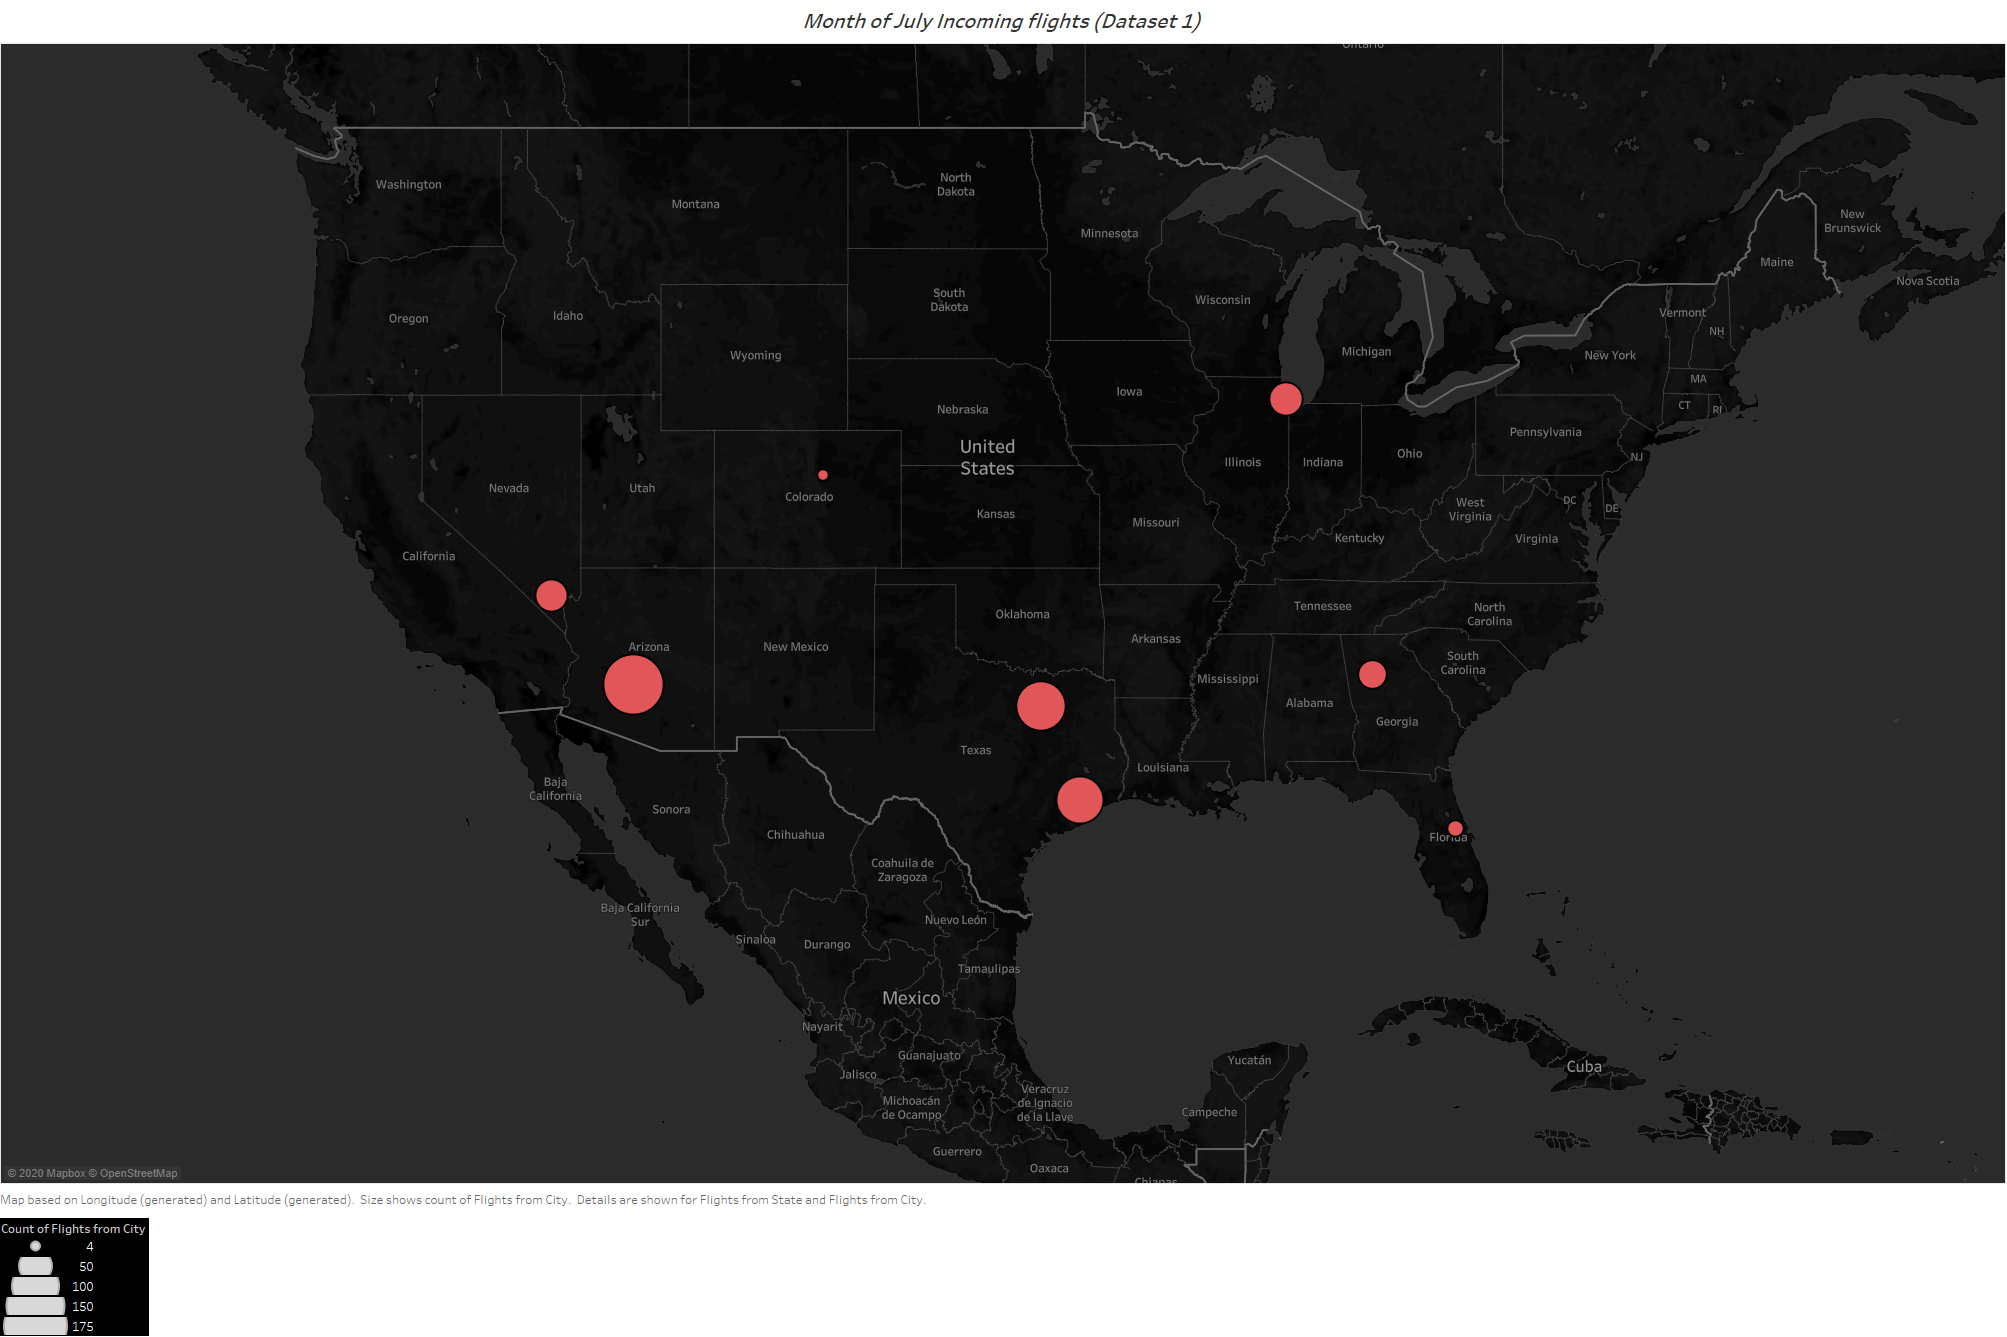 Month of July Incoming flights (Dataset 1)
Ontario
Washington
Montana
North
Dakota
Minnesota
New
Brunswick
Maine
Nova Scotia
Oregon
Idaho
South
Dakota
Wisconsin
Vermont
NH
Wyoming
Michigan
New York
MA
Iowa
Nebraska
CT
RI
United
States
Pennsylvania
Ohio
NJ
Illinois
Indiana
Nevada
Utah
Colorado
Kansas
Missouri
West
Virginia
DC
DE
California
Kentucky
Virginia
Oklahoma
Tennessee
North
Carolina
Arizona
New Mexico
Arkansas
South
Carolina
Mississippi
Alabama
Georgia
Texas
Louisiana
Baja
California
Sonora
Chihuahua
Florida
Coahuila de
Zaragoza
Baja California
Sur
Nuevo León
Sinaloa
Durango
Tamaulipas
Mexico
Nayarit
Guanajuato
Yucatán
Cuba
Jalisco
Veracruz
de Ignacio
de la Llave
Michoacán
de Ocampo
Campeche
Guerrero
Oaxaca
Chiapas
© 2020 Mapbox © OpenStreetMap
Map based on Longitude (generated) and Latitude (generated). Size shows count of Flights from City. Details are shown for Flights from State and Flights from City.
Count of Flights from City
4
50
100
150
175